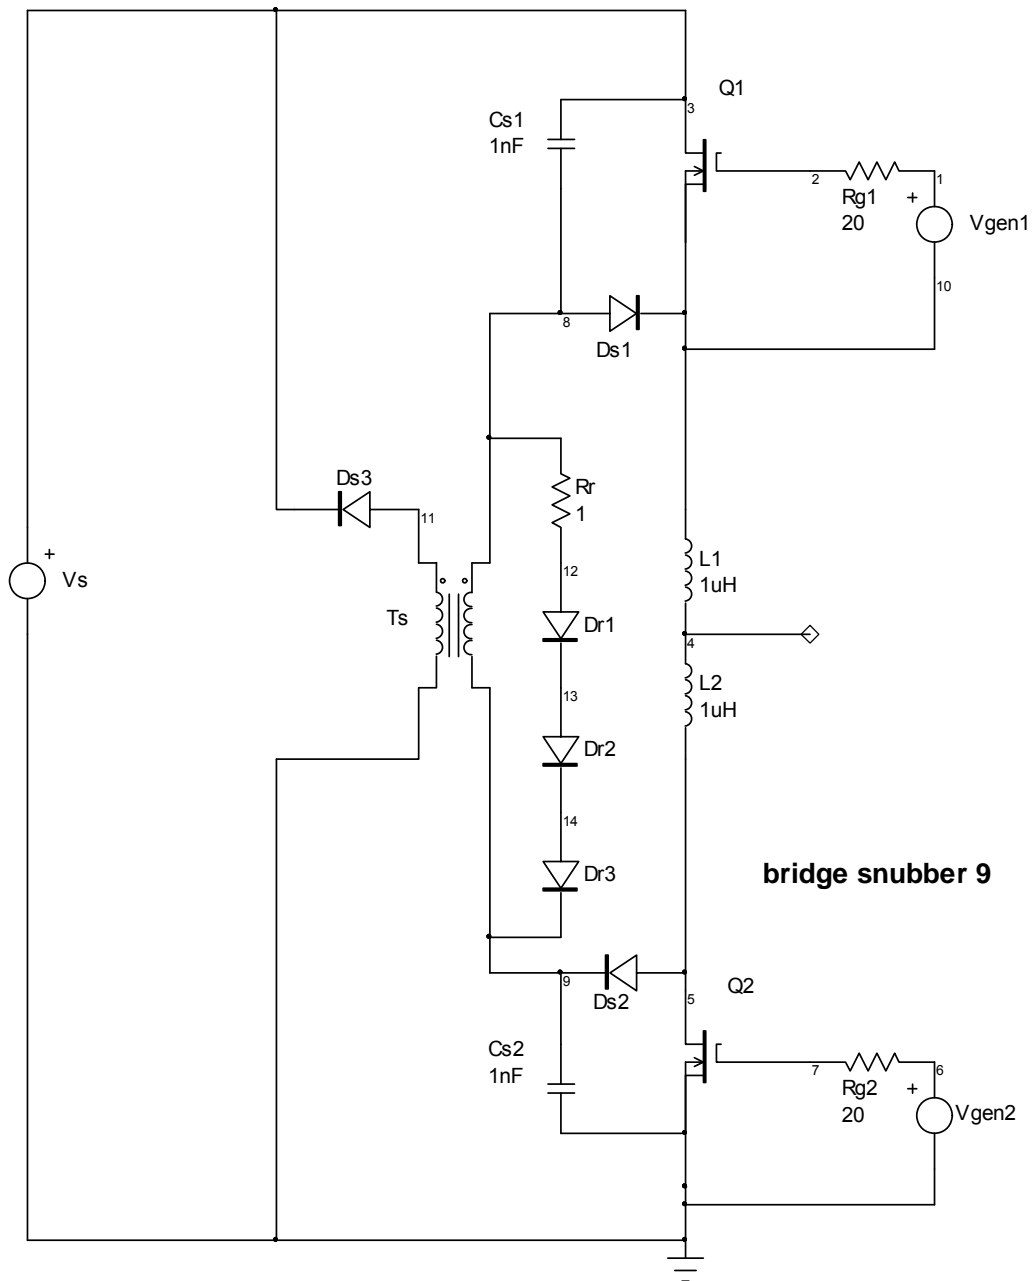 Q1
3
Cs1
1nF
2
1
Rg1
20
+
Vgen1
10
8
Ds1
Ds3
11
Rr
1
+
Vs
12
L1
1uH
Ts
Dr1
4
L2
1uH
13
Dr2
14
Dr3
bridge snubber 9
9
Ds2
5
Q2
Cs2
1nF
7
6
Rg2
20
+
Vgen2